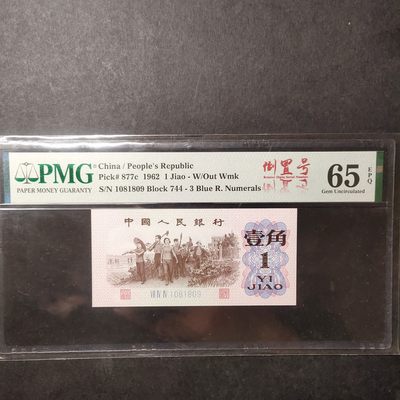 PMG
PAPER MONEY GUARANTY
China / People's Republic
Pick# 877c 1962 1 Jiao - W/Out Wmk
S/N 1081809 Block 744 - 3 Blue R. Numerals
倒置号
65 EPQ
Gem Uncirculated
中國人民銀行
壹角
1
YI
JIAO
1081809